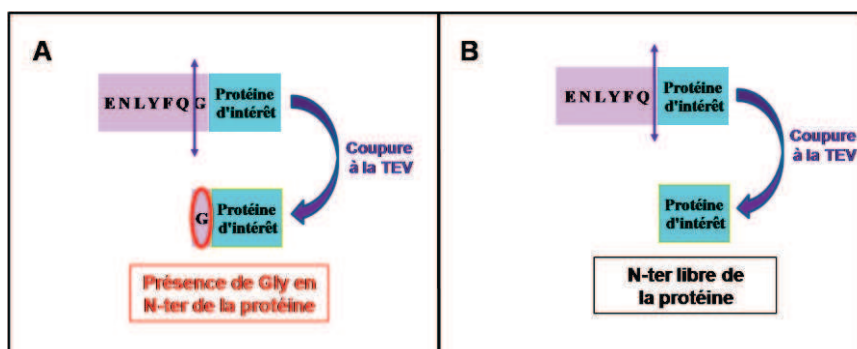 A
ENLYFQG
Protéine
d'intérêt
Coupure
à la TEV
G
Protéine
d'intérêt
Présence de Gly en
N-ter de la protéine
B
ENLYFQ
Protéine
d'intérêt
Coupure
à la TEV
Protéine
d'intérêt
N-ter libre de
la protéine